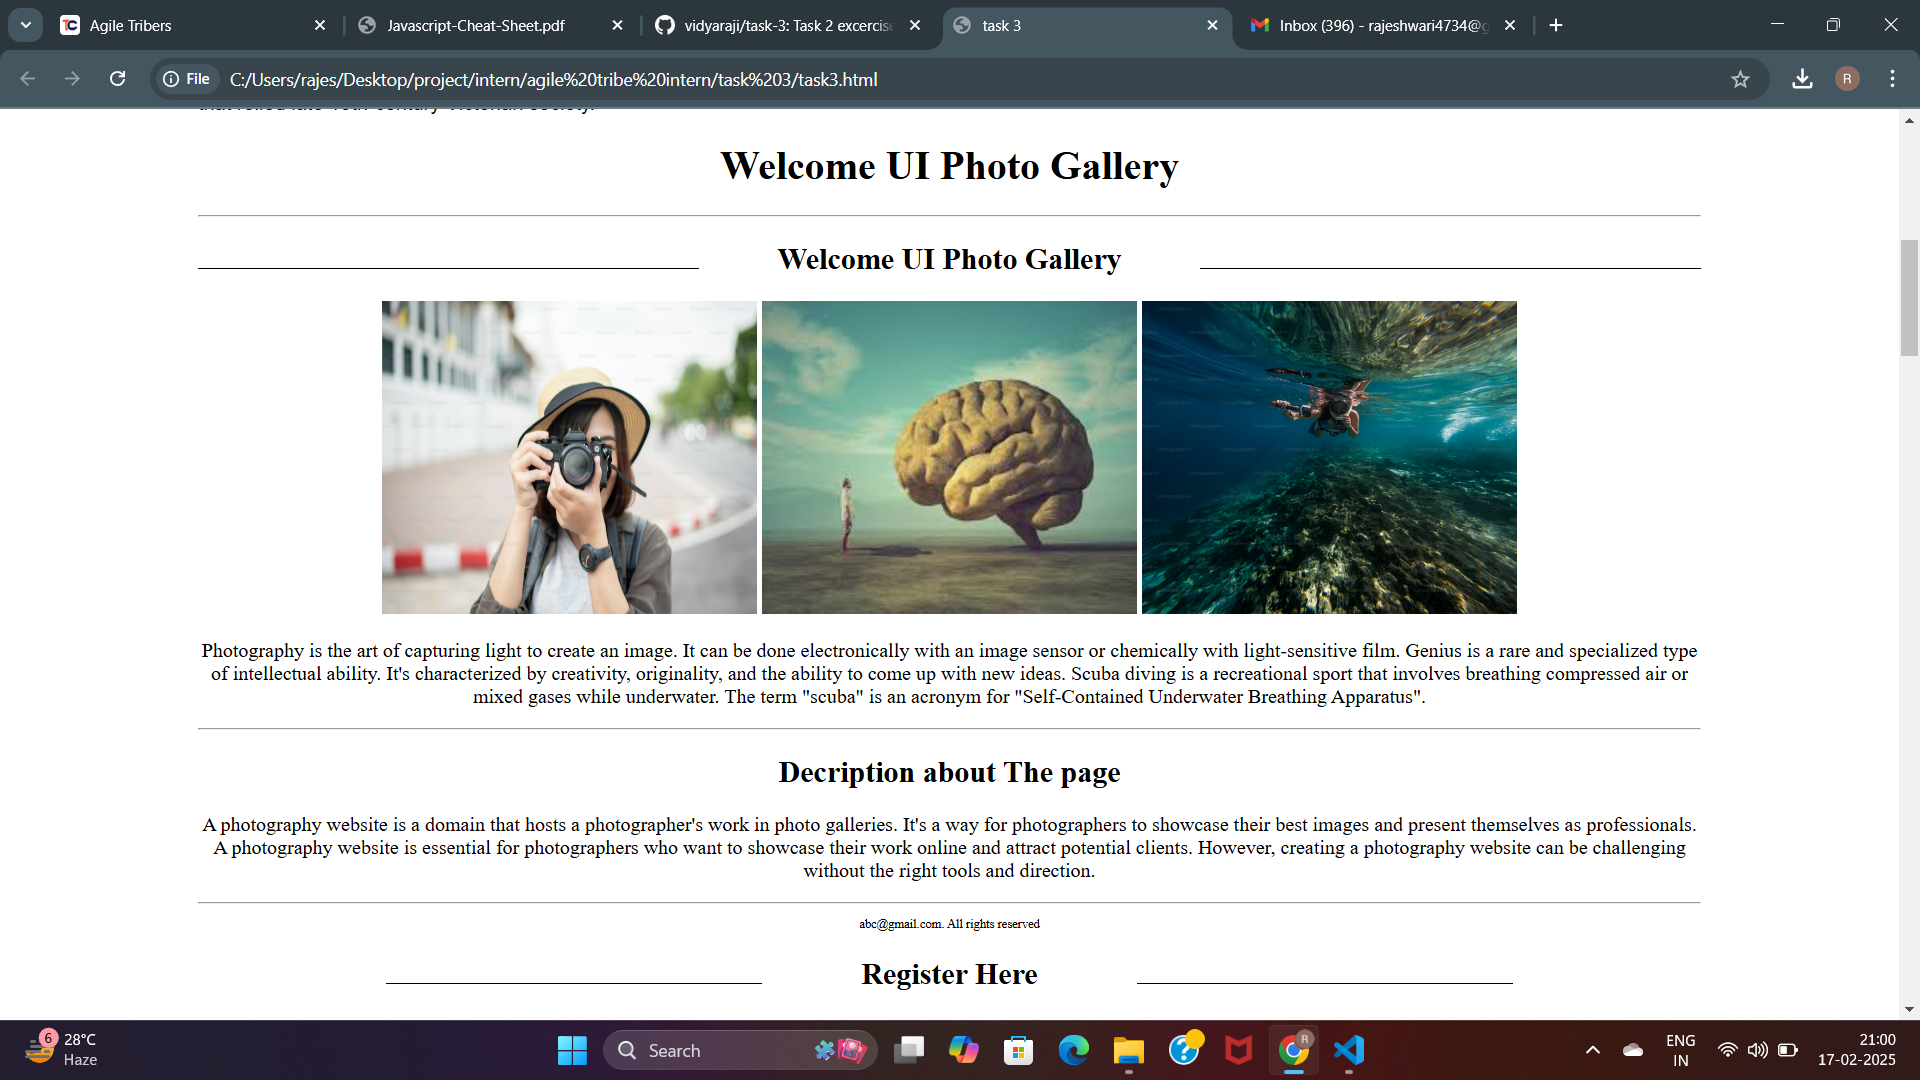 Agile Tribers
Javascript-Cheat-Sheet.pdf
vidyaraji/task-3: Task 2 excercise
task 3
Inbox (396) - rajeshwari4734@g
File
C:/Users/rajes/Desktop/project/intern/agile%20tribe%20intern/task%203/task3.html
R
Welcome UI Photo Gallery
Welcome UI Photo Gallery
Photography is the art of capturing light to create an image. It can be done electronically with an image sensor or chemically with light-sensitive film. Genius is a rare and specialized type
of intellectual ability. It's characterized by creativity, originality, and the ability to come up with new ideas. Scuba diving is a recreational sport that involves breathing compressed air or
mixed gases while underwater. The term "scuba" is an acronym for "Self-Contained Underwater Breathing Apparatus".
Decription about The page
A photography website is a domain that hosts a photographer's work in photo galleries. It's a way for photographers to showcase their best images and present themselves as professionals.
A photography website is essential for photographers who want to showcase their work online and attract potential clients. However, creating a photography website can be challenging
without the right tools and direction.
abc@gmail.com. All rights reserved
Register Here
6
28°C
Haze
Search
R
ENG
IN
21:00
17-02-2025